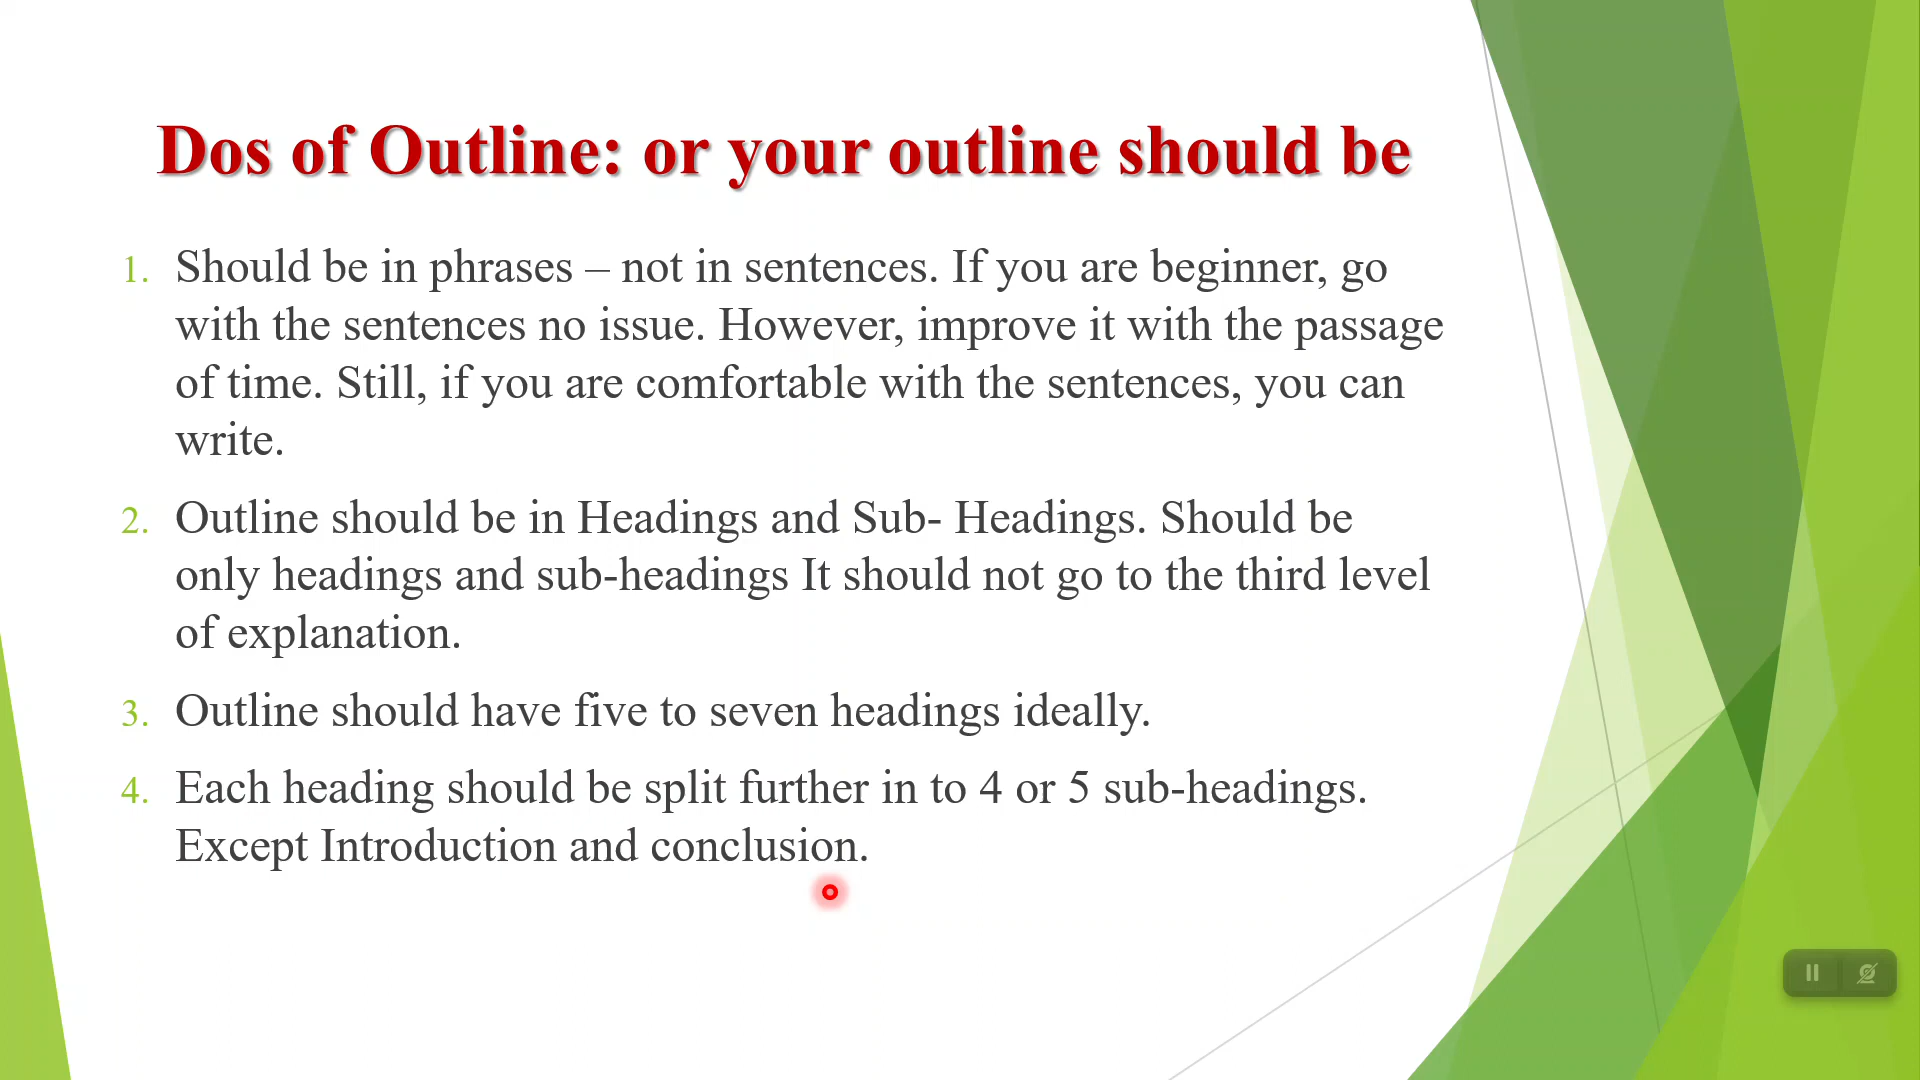 Dos of Outline: or your outline should be
1. Should be in phrases – not in sentences. If you are beginner, go
with the sentences no issue. However, improve it with the passage
of time. Still, if you are comfortable with the sentences, you can
write.
2. Outline should be in Headings and Sub- Headings. Should be
only headings and sub-headings It should not go to the third level
of explanation.
3. Outline should have five to seven headings ideally.
4. Each heading should be split further in to 4 or 5 sub-headings.
Except Introduction and conclusion.